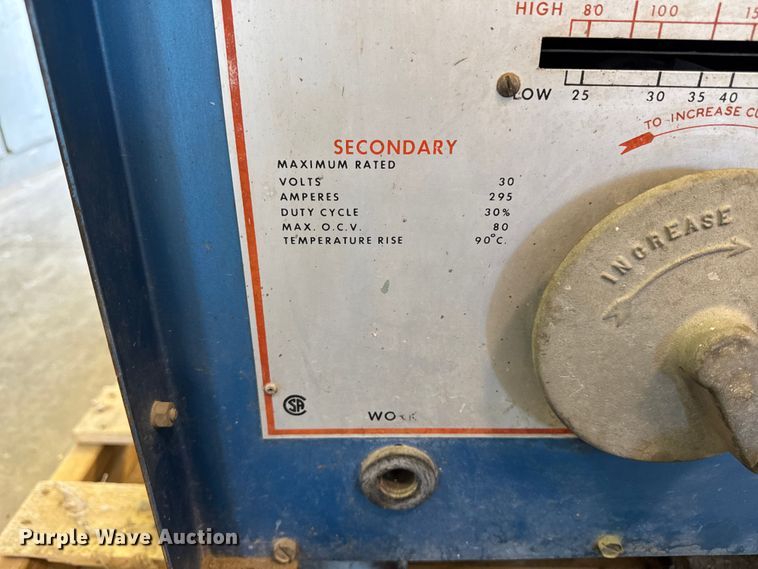 HIGH 80 100
LOW 25 30 35 40
TO INCREASE
SECONDARY
MAXIMUM RATED
VOLTS 30
AMPERES 295
DUTY CYCLE 30%
MAX. O.C.V. 80
TEMPERATURE RISE 90°C.
INCREASE
WORK
Purple Wave Auction